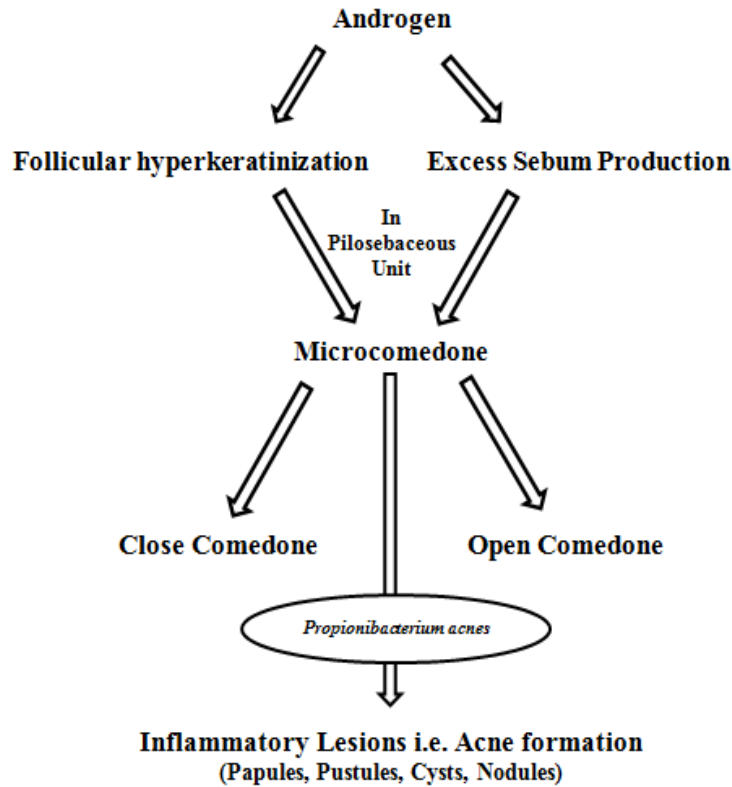 Androgen
Follicular hyperkeratinization
Excess Sebum Production
In
Pilosebaceous
Unit
Microcomedone
Close Comedone
Open Comedone
Propionibacterium acnes
Inflammatory Lesions i.e. Acne formation
(Papules, Pustules, Cysts, Nodules)